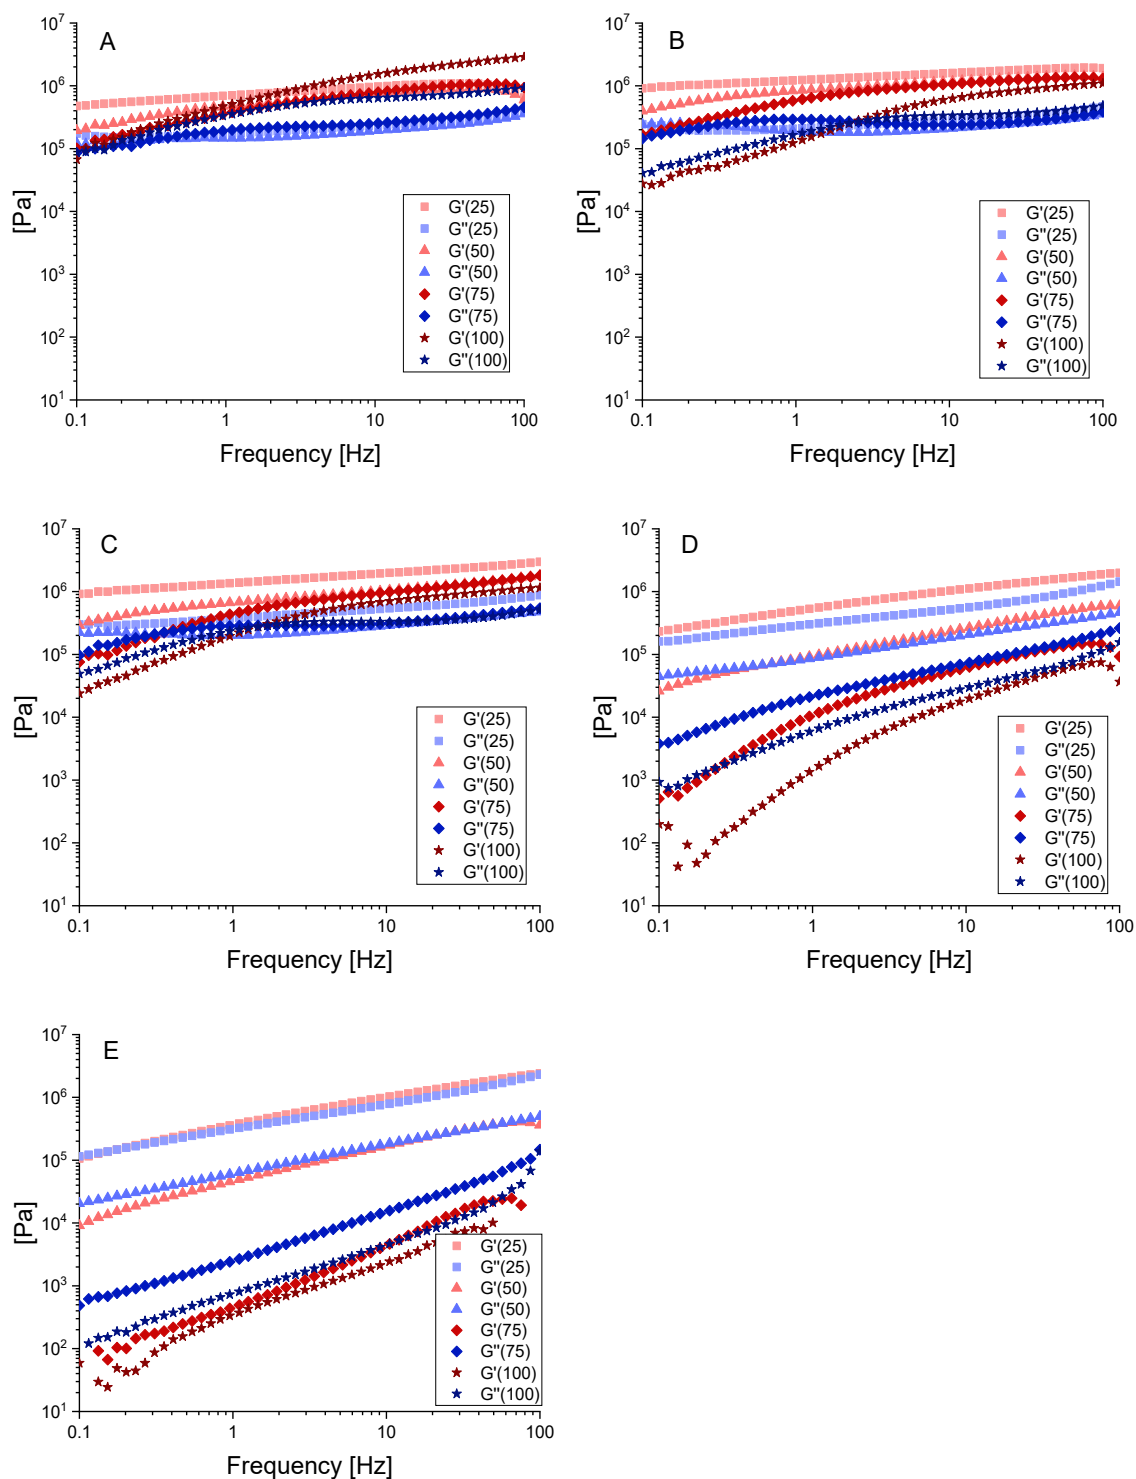 A
[Pa]
10^7
10^6
10^5
10^4
10^3
10^2
10^1
G'(25)
G''(25)
G'(50)
G''(50)
G'(75)
G''(75)
G'(100)
G''(100)
0.1 1 10 100
Frequency [Hz]
B
[Pa]
10^7
10^6
10^5
10^4
10^3
10^2
10^1
G'(25)
G''(25)
G'(50)
G''(50)
G'(75)
G''(75)
G'(100)
G''(100)
0.1 1 10 100
Frequency [Hz]
C
[Pa]
10^7
10^6
10^5
10^4
10^3
10^2
10^1
G'(25)
G''(25)
G'(50)
G''(50)
G'(75)
G''(75)
G'(100)
G''(100)
0.1 1 10 100
Frequency [Hz]
D
[Pa]
10^7
10^6
10^5
10^4
10^3
10^2
10^1
G'(25)
G''(25)
G'(50)
G''(50)
G'(75)
G''(75)
G'(100)
G''(100)
0.1 1 10 100
Frequency [Hz]
E
[Pa]
10^7
10^6
10^5
10^4
10^3
10^2
10^1
G'(25)
G''(25)
G'(50)
G''(50)
G'(75)
G''(75)
G'(100)
G''(100)
0.1 1 10 100
Frequency [Hz]